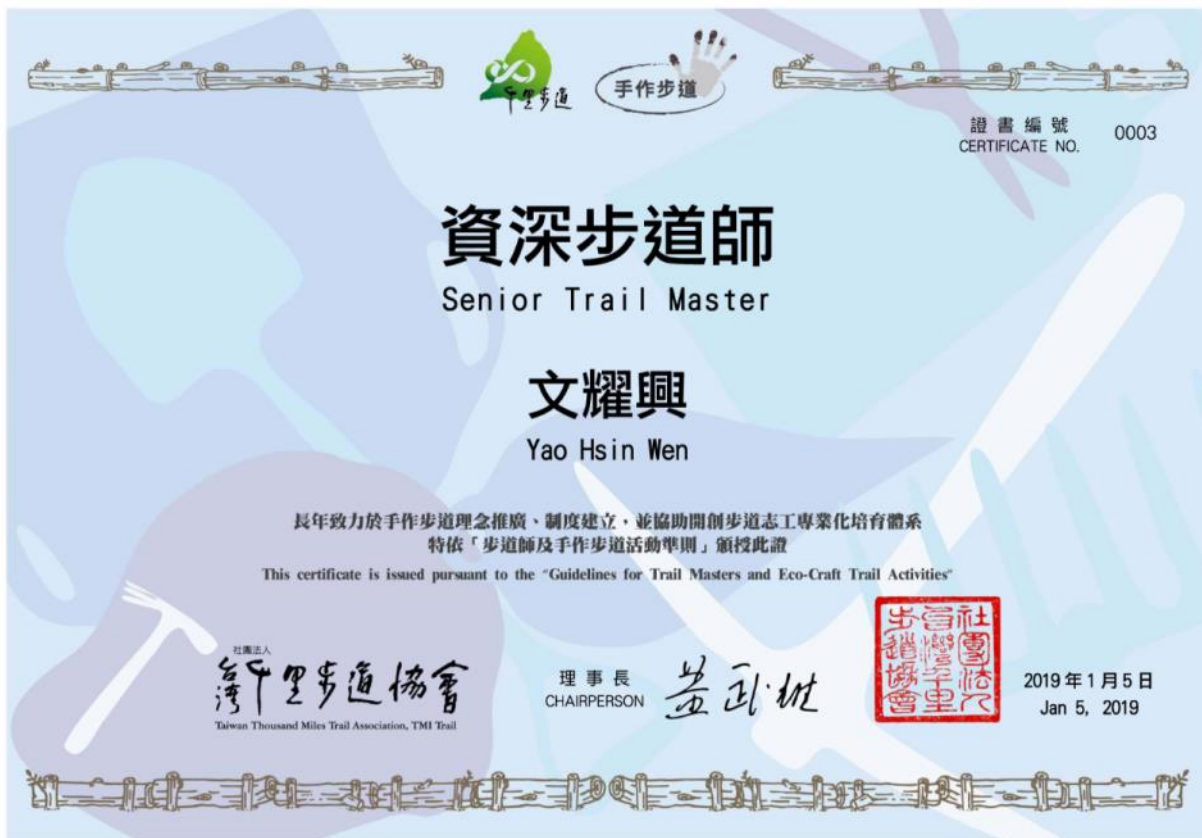 千里步道
手作步道
證書編號
CERTIFICATE NO. 0003
資深步道師
Senior Trail Master
文耀興
Yao Hsin Wen
長年致力於手作步道理念推廣、制度建立，並協助開創步道志工專業化培育體系
特依「步道師及手作步道活動準則」頒授此證
This certificate is issued pursuant to the "Guidelines for Trail Masters and Eco-Craft Trail Activities"
社團法人
台灣千里步道協會
Taiwan Thousand Miles Trail Association, TMI Trail
理事長
CHAIRPERSON
黃武雄
社團法人
台灣千里
步道協會
2019年1月5日
Jan 5, 2019